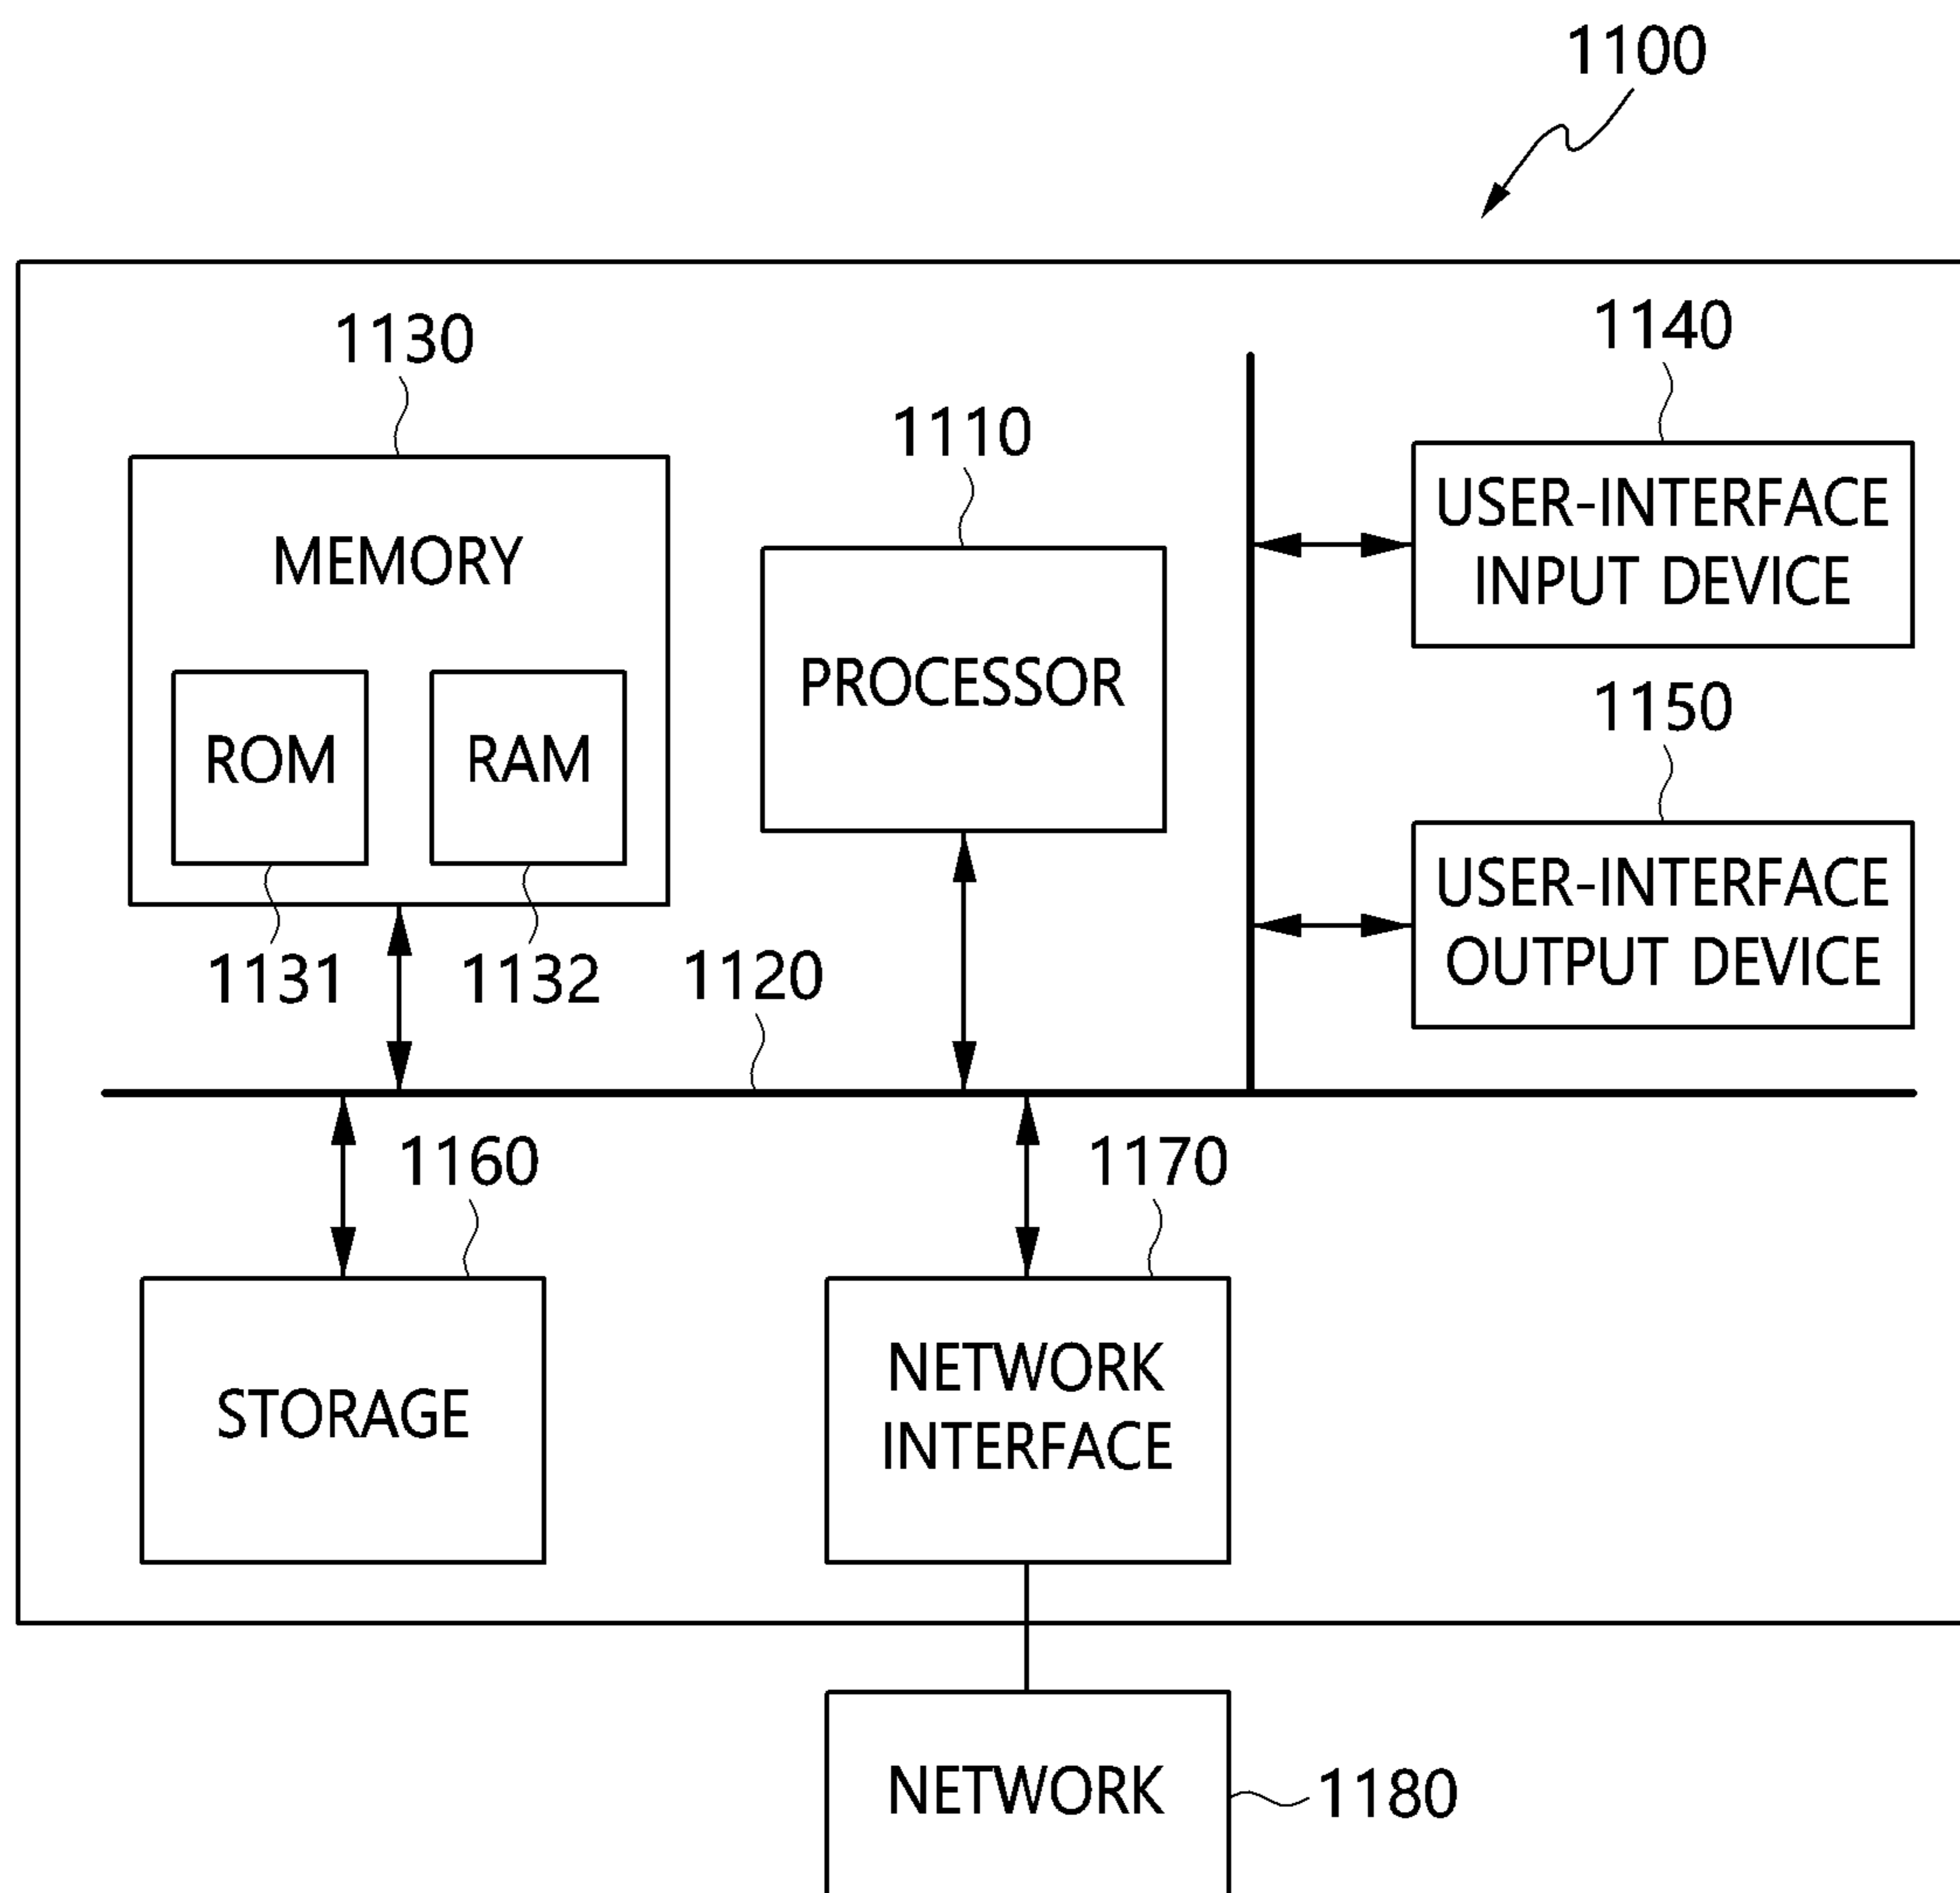 1100
1130
1140
1110
USER-INTERFACE
INPUT DEVICE
MEMORY
PROCESSOR
1150
ROM
RAM
USER-INTERFACE
OUTPUT DEVICE
1131
1132
1120
1160
1170
STORAGE
NETWORK
INTERFACE
NETWORK
1180